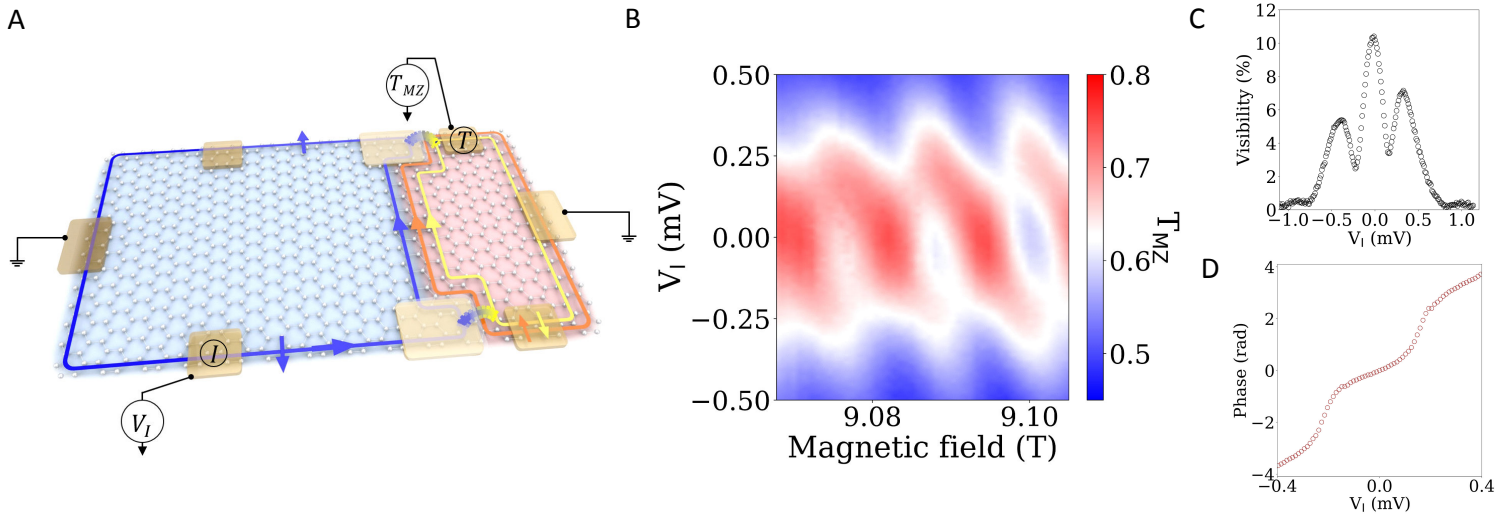 A
T_MZ
T
I
V_I
B
0.50
0.25
0.00
−0.25
−0.50
V_I (mV)
9.08
9.10
Magnetic field (T)
0.8
0.7
0.6
0.5
T_MZ
C
12
10
8
6
4
2
0
Visibility (%)
−1.0
−0.5
0.0
0.5
1.0
V_I (mV)
D
4
2
0
−2
−4
Phase (rad)
−0.4
0.0
0.4
V_I (mV)